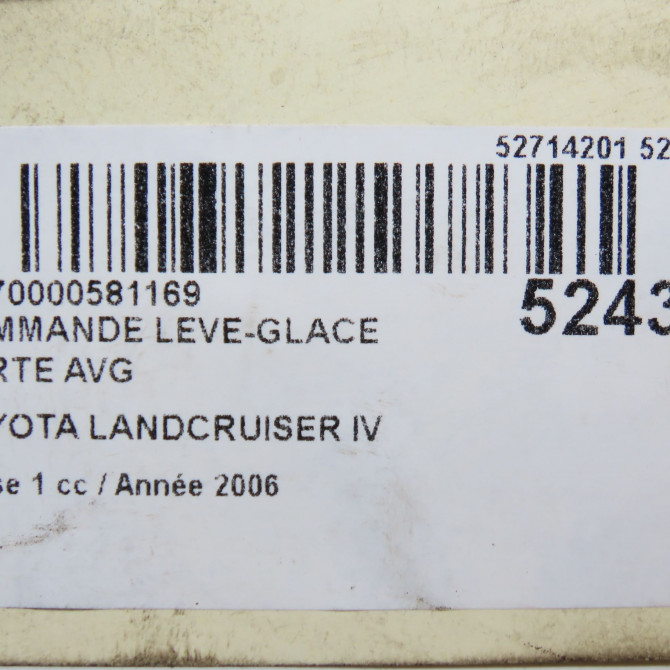 52714201 52
70000581169
5243
MMANDE LEVE-GLACE
RTE AVG
YOTA LANDCRUISER IV
se 1 cc / Année 2006